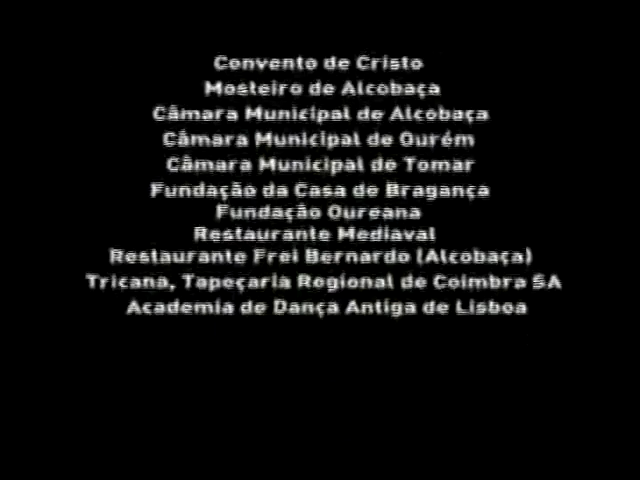 Convento de Cristo
Mosteiro de Alcobaça
Câmara Municipal de Alcobaça
Câmara Municipal de Ourém
Câmara Municipal de Tomar
Fundação da Casa de Bragança
Fundação Oureana
Restaurante Mediaval
Restaurante Frei Bernardo (Alcobaça)
Tricana, Tapeçaria Regional de Coimbra SA
Academia de Dança Antiga de Lisboa